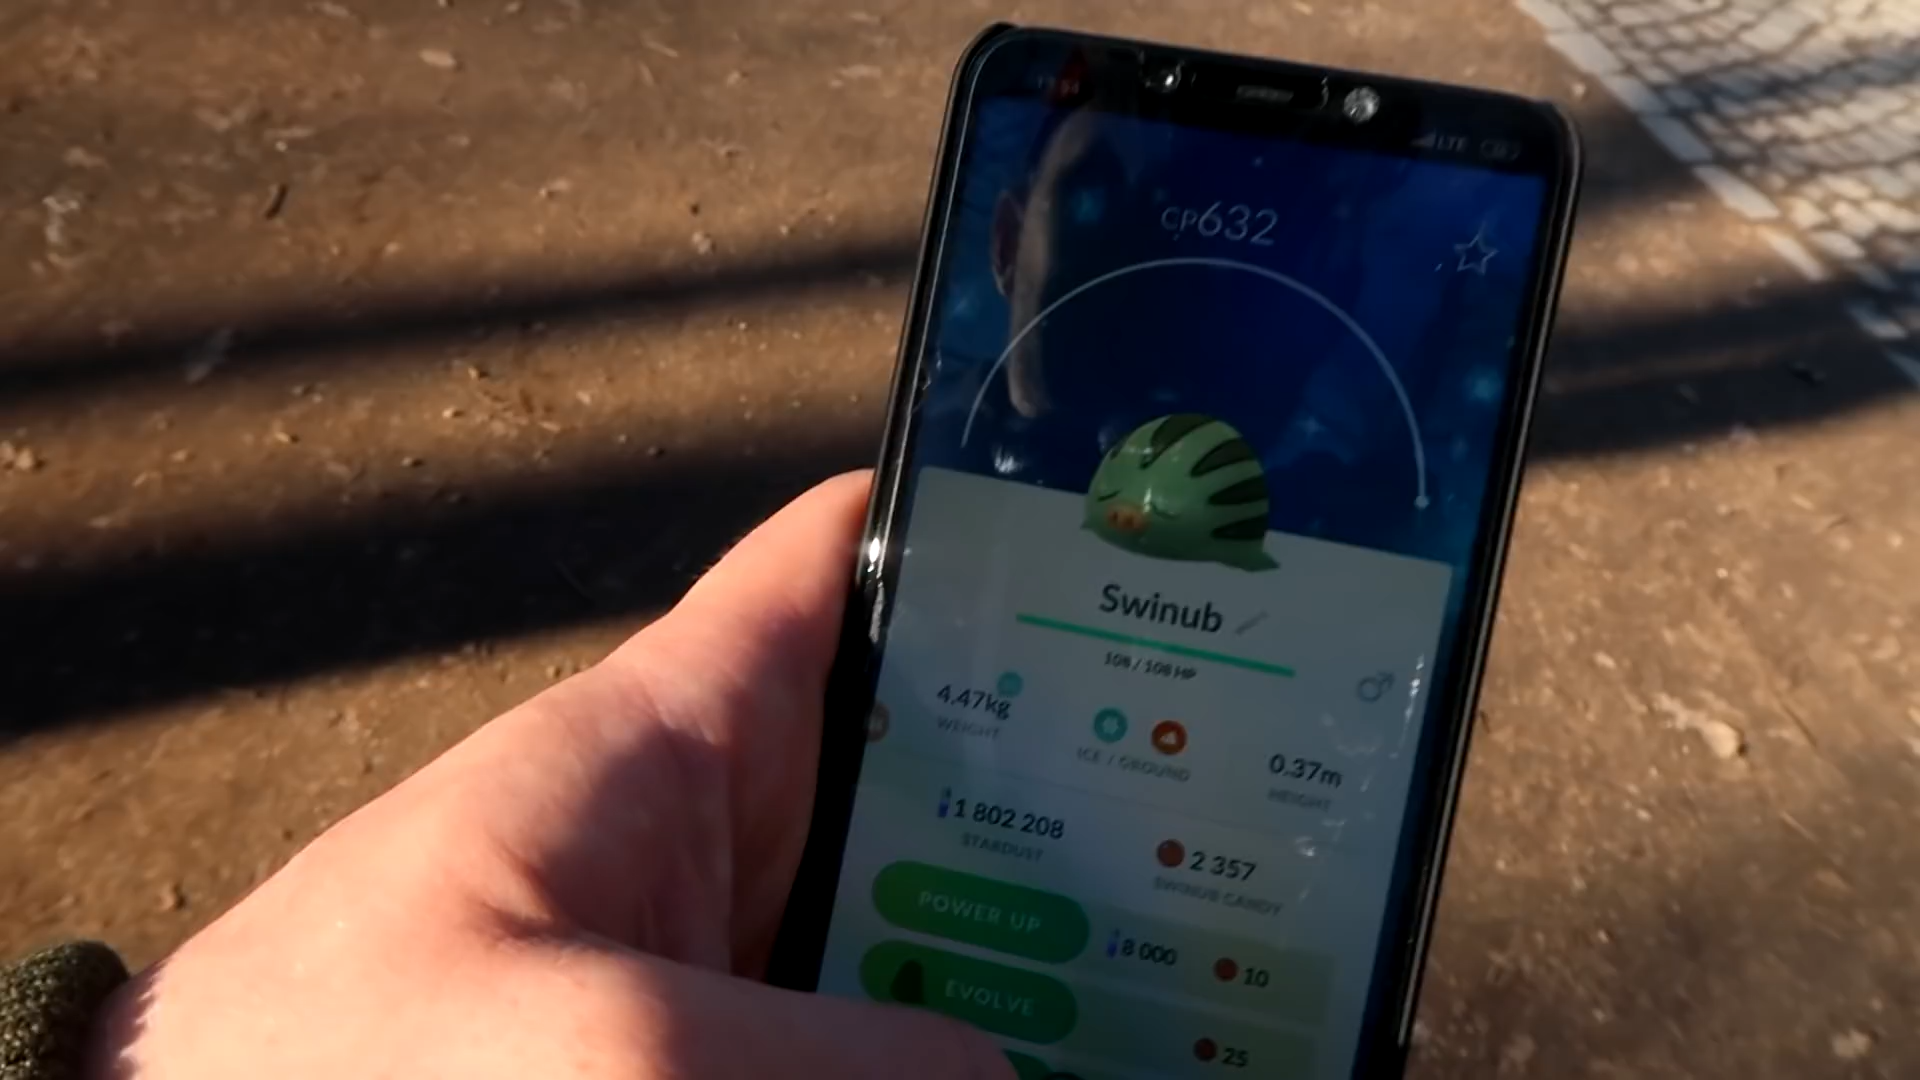 LTE
CP632
Swinub
108 / 108 HP
4.47kg
WEIGHT
ICE / GROUND
0.37m
HEIGHT
1 802 208
STARDUST
2 357
SWINUB CANDY
POWER UP
8 000
10
EVOLVE
25